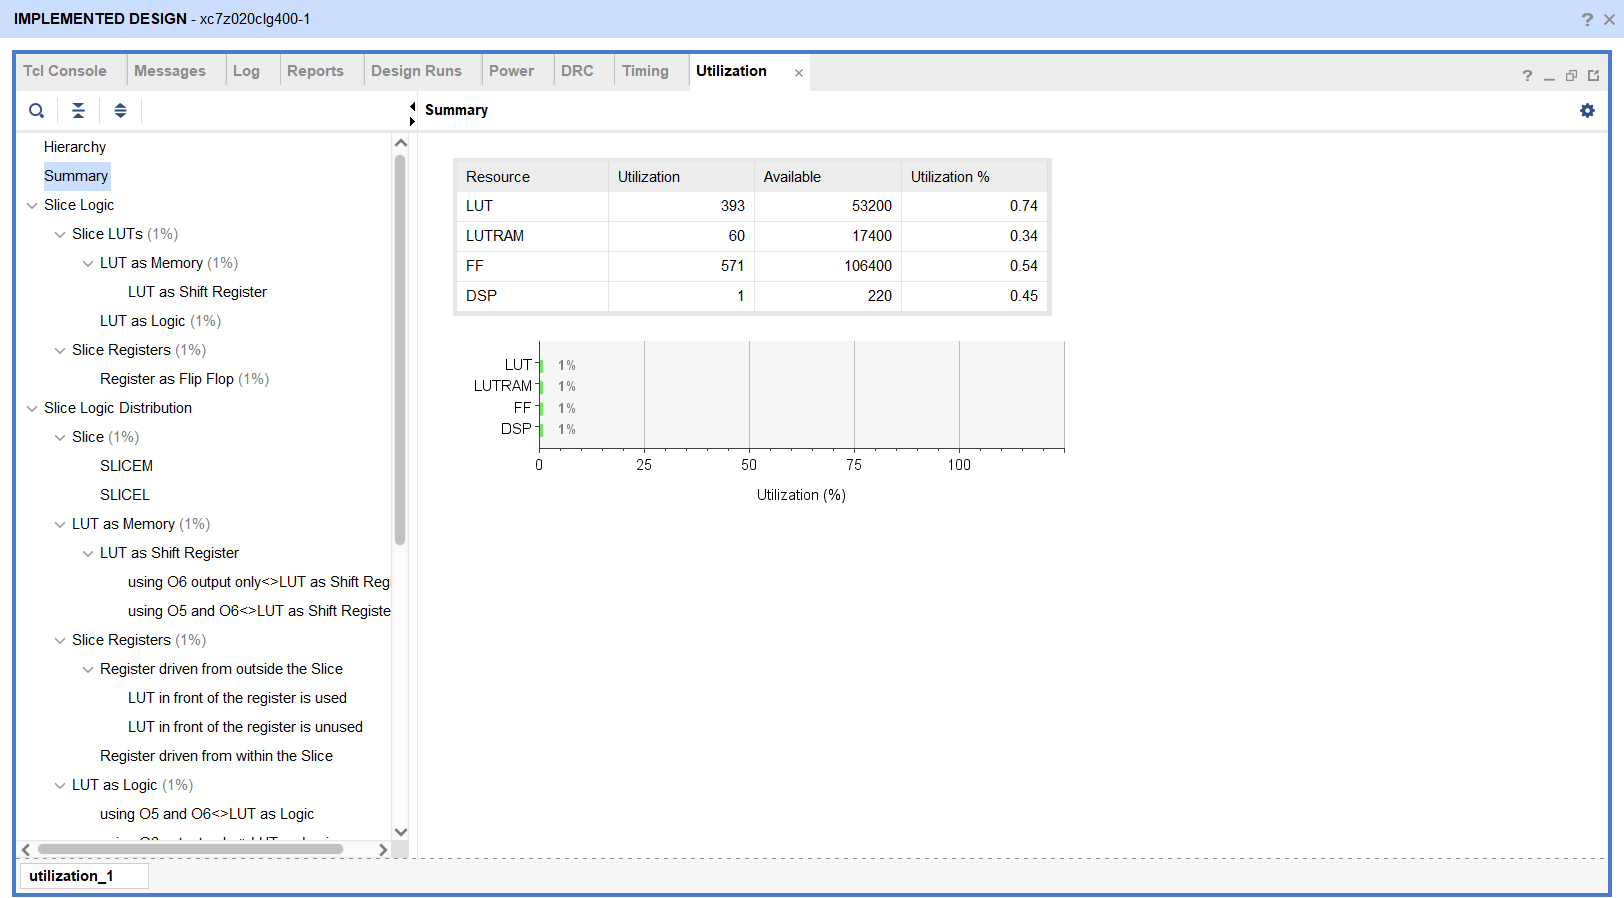 IMPLEMENTED DESIGN - xc7z020clg400-1
Tcl Console Messages Log Reports Design Runs Power DRC Timing Utilization
Summary
Hierarchy
Summary
Slice Logic
Slice LUTs (1%)
LUT as Memory (1%)
LUT as Shift Register
LUT as Logic (1%)
Slice Registers (1%)
Register as Flip Flop (1%)
Slice Logic Distribution
Slice (1%)
SLICEM
SLICEL
LUT as Memory (1%)
LUT as Shift Register
using O6 output only<>LUT as Shift Reg
using O5 and O6<>LUT as Shift Registe
Slice Registers (1%)
Register driven from outside the Slice
LUT in front of the register is used
LUT in front of the register is unused
Register driven from within the Slice
LUT as Logic (1%)
using O5 and O6<>LUT as Logic
Resource Utilization Available Utilization %
LUT 393 53200 0.74
LUTRAM 60 17400 0.34
FF 571 106400 0.54
DSP 1 220 0.45
LUT 1%
LUTRAM 1%
FF 1%
DSP 1%
0 25 50 75 100
Utilization (%)
utilization_1